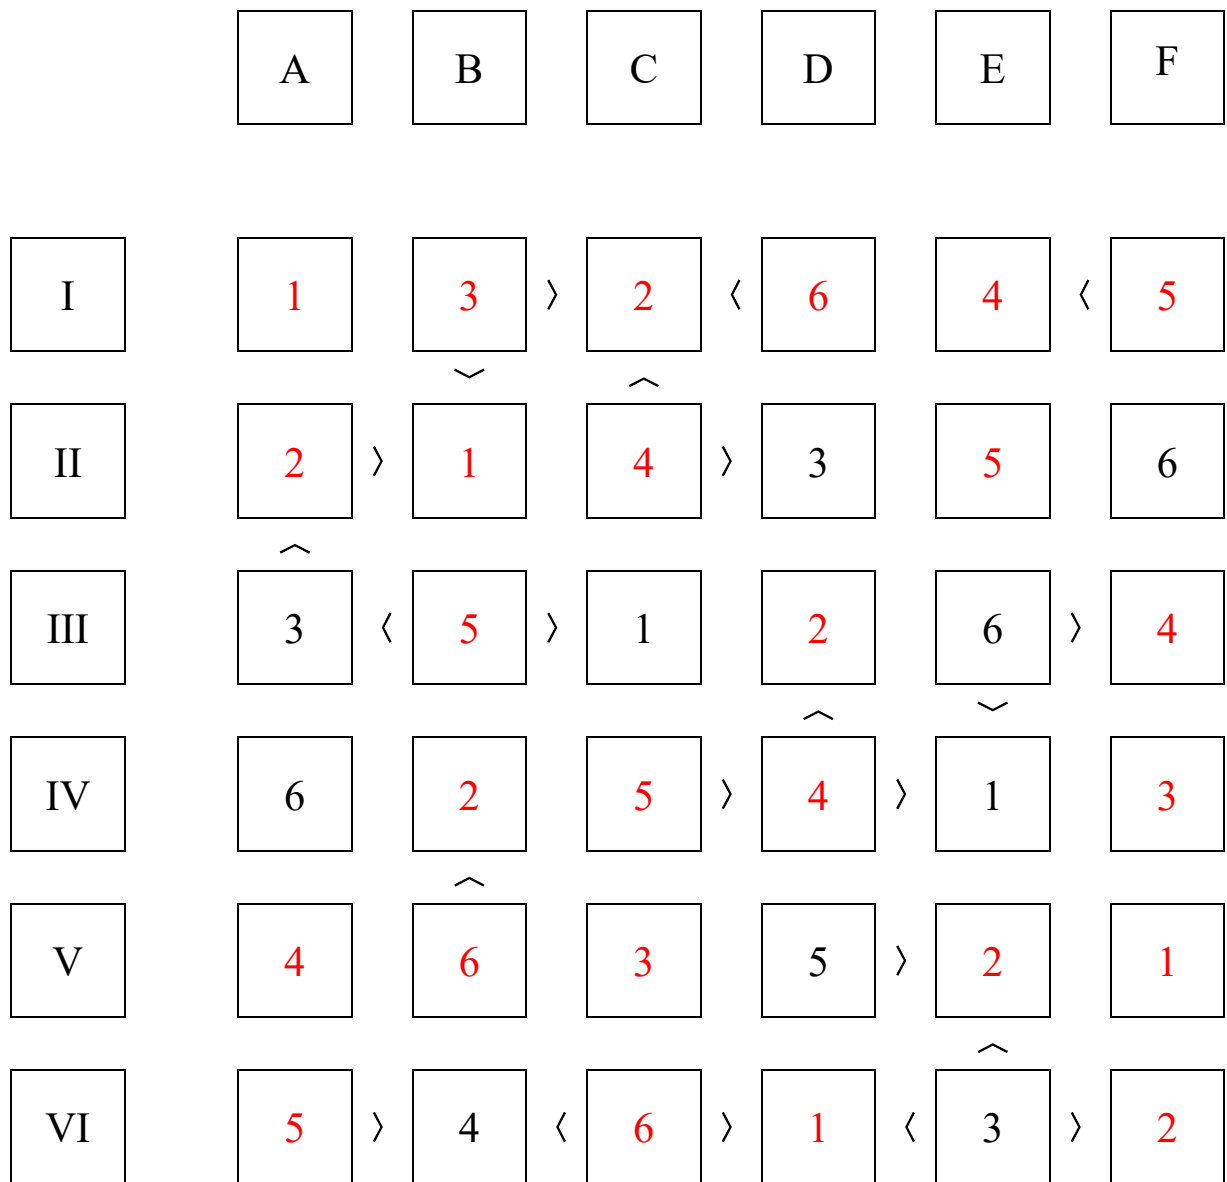 A B C D E F
I 1 3 〉 2 〈 6 4 〈 5
﹀ ︿
II 2 〉 1 4 〉 3 5 6
︿
III 3 〈 5 〉 1 2 6 〉 4
︿ ﹀
IV 6 2 5 〉 4 〉 1 3
︿
V 4 6 3 5 〉 2 1
︿
VI 5 〉 4 〈 6 〉 1 〈 3 〉 2